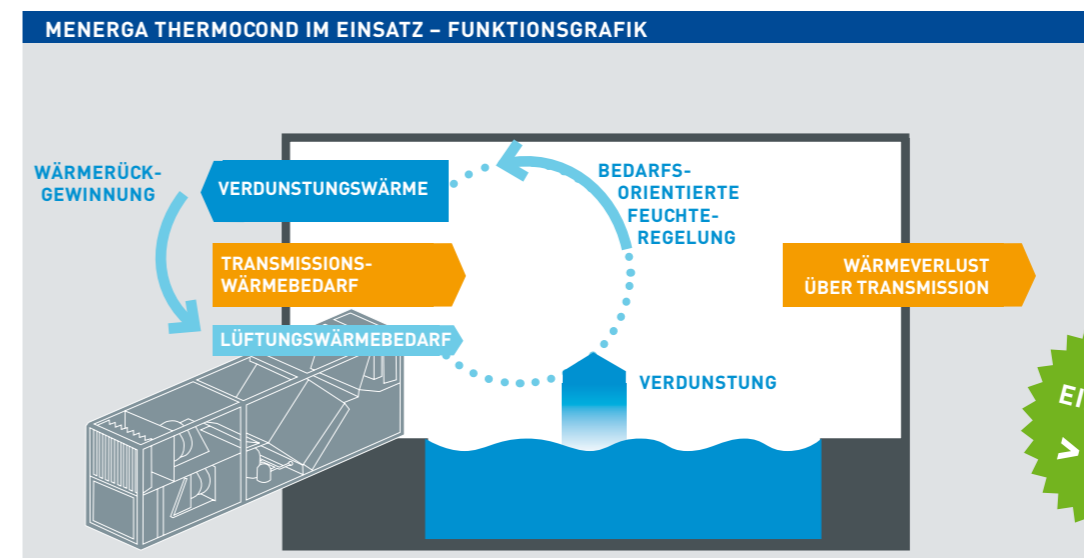 MENERGA THERMOCOND IM EINSATZ – FUNKTIONSGRAFIK
WÄRMERÜCK-
GEWINNUNG
VERDUNSTUNGSWÄRME
BEDARFS-
ORIENTIERTE
FEUCHTE-
REGELUNG
TRANSMISSIONS-
WÄRMEBEDARF
WÄRMEVERLUST
ÜBER TRANSMISSION
LÜFTUNGSWÄRMEBEDARF
VERDUNSTUNG